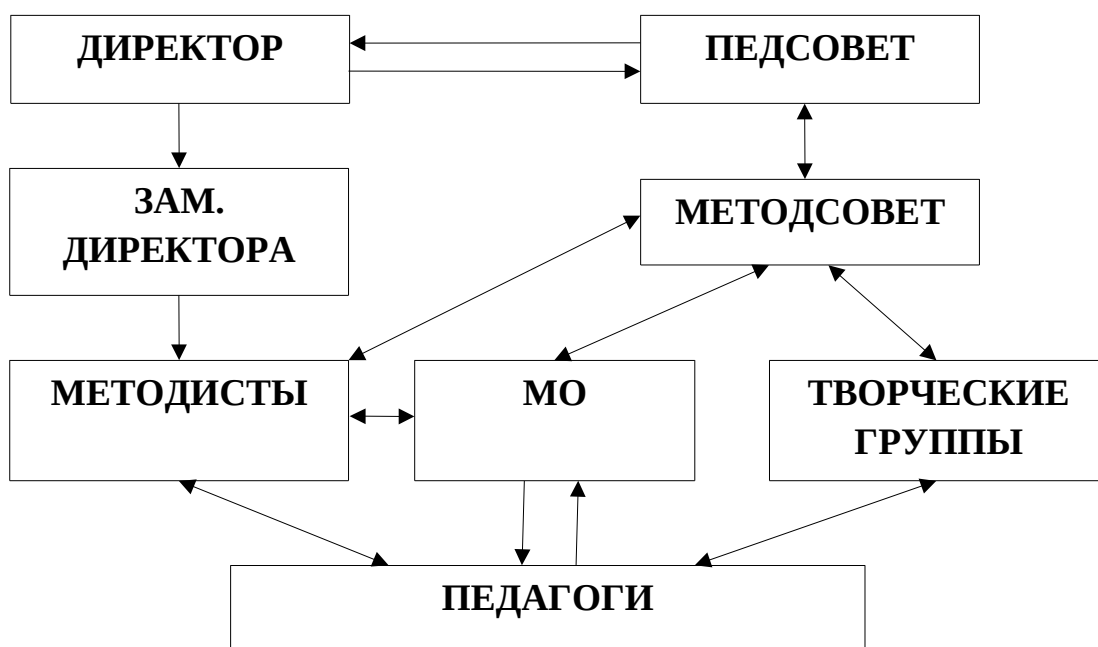 ДИРЕКТОР
ПЕДСОВЕТ
ЗАМ.
ДИРЕКТОРА
МЕТОДСОВЕТ
МЕТОДИСТЫ
МО
ТВОРЧЕСКИЕ
ГРУППЫ
ПЕДАГОГИ